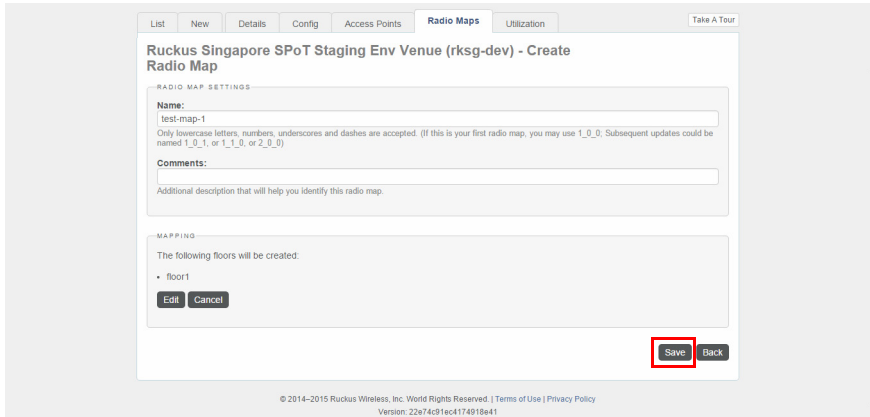 List New Details Config Access Points Radio Maps Utilization Take A Tour
Ruckus Singapore SPoT Staging Env Venue (rksg-dev) - Create
Radio Map
RADIO MAP SETTINGS
Name:
test-map-1
Only lowercase letters, numbers, underscores and dashes are accepted. (If this is your first radio map, you may use 1_0_0; Subsequent updates could be
named 1_0_1, or 1_1_0, or 2_0_0)
Comments:
Additional description that will help you identify this radio map.
MAPPING
The following floors will be created:
• floor1
Edit Cancel
Save Back
© 2014–2015 Ruckus Wireless, Inc. World Rights Reserved. | Terms of Use | Privacy Policy
Version: 22e74c91ec4174918e41